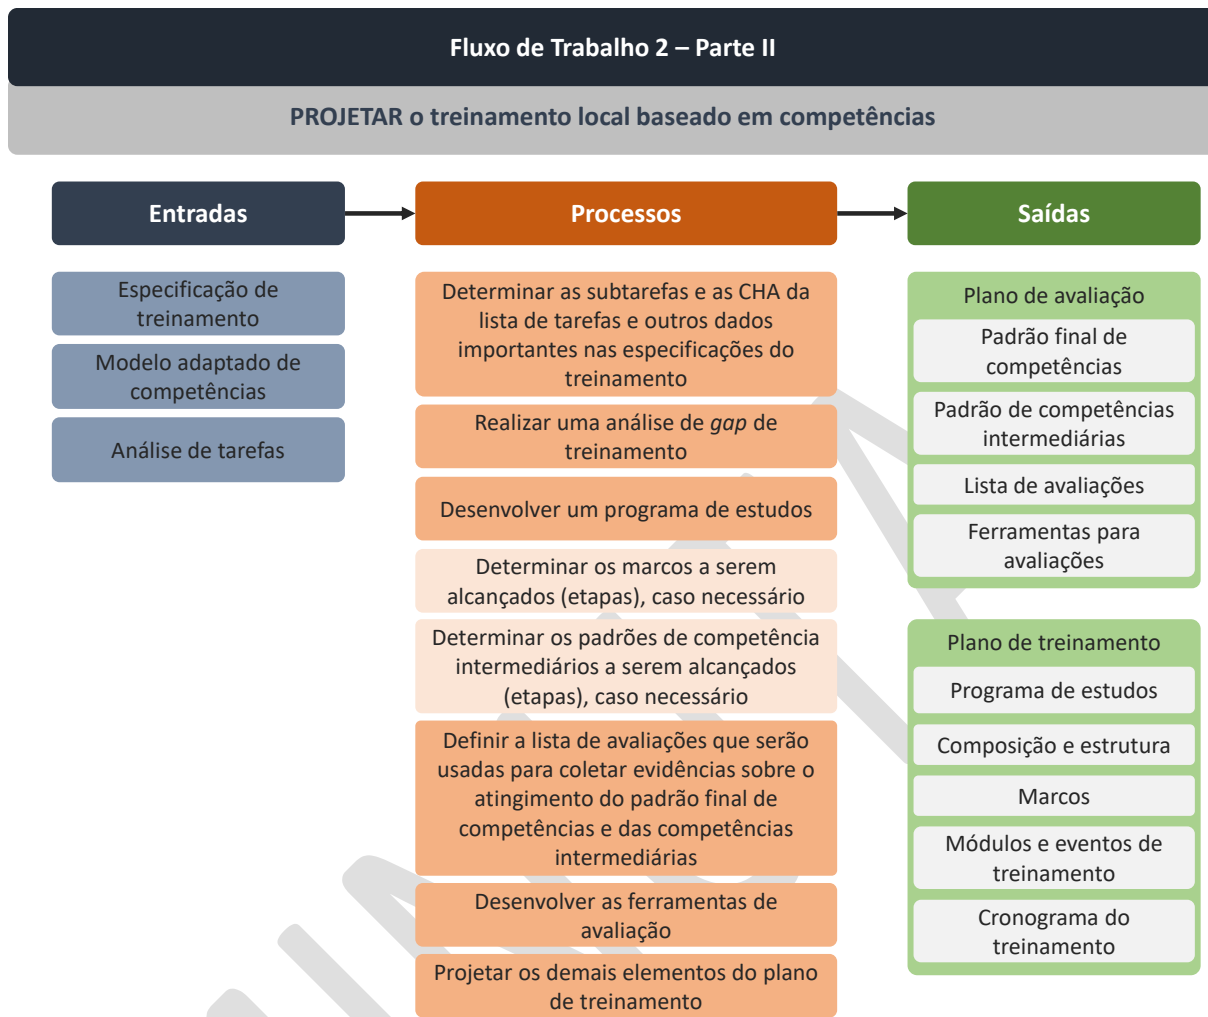 Fluxo de Trabalho 2 – Parte II
PROJETAR o treinamento local baseado em competências
Entradas
Processos
Saídas
Especificação de
treinamento
Modelo adaptado de
competências
Análise de tarefas
Determinar as subtarefas e as CHA da
lista de tarefas e outros dados
importantes nas especificações do
treinamento
Realizar uma análise de gap de
treinamento
Desenvolver um programa de estudos
Determinar os marcos a serem
alcançados (etapas), caso necessário
Determinar os padrões de competência
intermediários a serem alcançados
(etapas), caso necessário
Definir a lista de avaliações que serão
usadas para coletar evidências sobre o
atingimento do padrão final de
competências e das competências
intermediárias
Desenvolver as ferramentas de
avaliação
Projetar os demais elementos do plano
de treinamento
Plano de avaliação
Padrão final de
competências
Padrão de competências
intermediárias
Lista de avaliações
Ferramentas para
avaliações
Plano de treinamento
Programa de estudos
Composição e estrutura
Marcos
Módulos e eventos de
treinamento
Cronograma do
treinamento